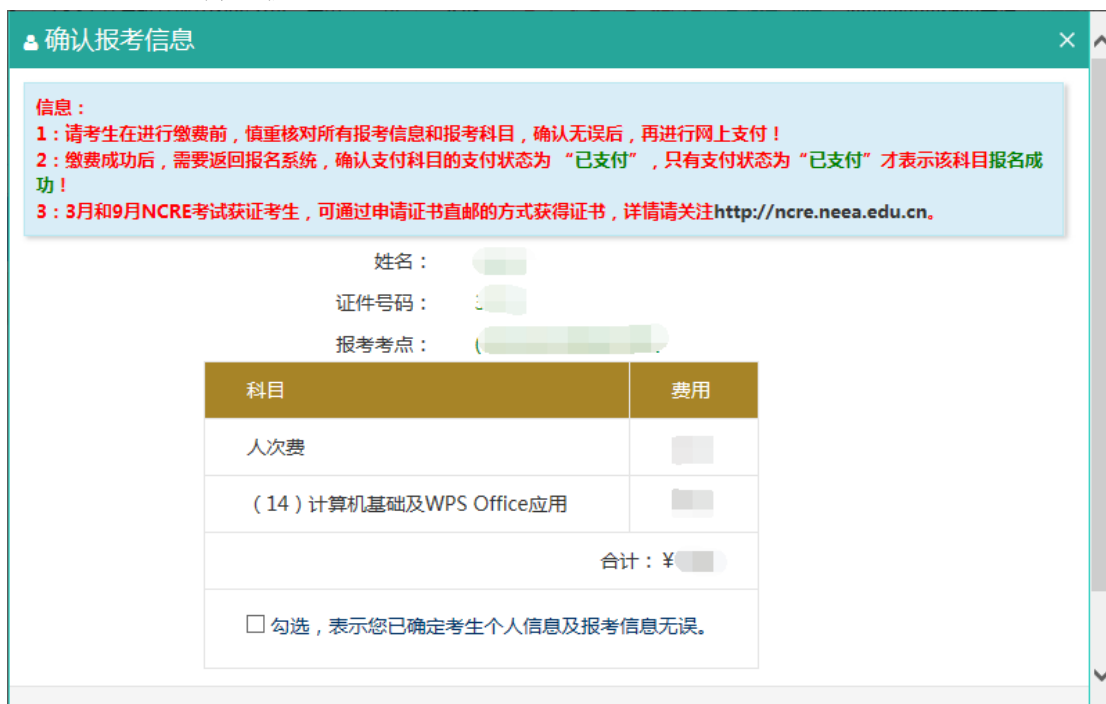 确认报考信息
信息：
1：请考生在进行缴费前，慎重核对所有报考信息和报考科目，确认无误后，再进行网上支付！
2：缴费成功后，需要返回报名系统，确认支付科目的支付状态为 “已支付” ，只有支付状态为“已支付”才表示该科目报名成
功！
3：3月和9月NCRE考试获证考生，可通过申请证书直邮的方式获得证书，详情请关注http://ncre.neea.edu.cn。
姓名：
证件号码：
报考考点： (
科目 费用
人次费
（14）计算机基础及WPS Office应用
合计：¥
勾选，表示您已确定考生个人信息及报考信息无误。